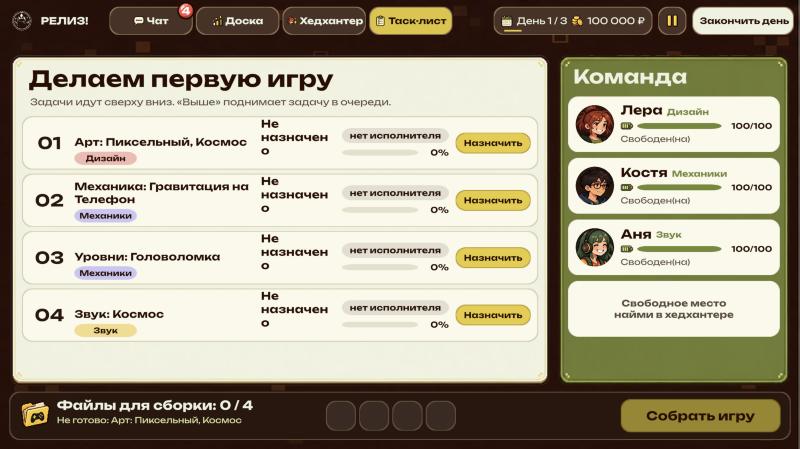 РЕЛИЗ!
Чат
4
Доска
Хедхантер
Таск-лист
День 1 / 3
100 000 ₽
Закончить день
Делаем первую игру
Задачи идут сверху вниз. «Выше» поднимает задачу в очереди.
01
Арт: Пиксельный, Космос
Дизайн
Не
назначен
о
нет исполнителя
0%
Назначить
02
Механика: Гравитация на
Телефон
Механики
Не
назначен
о
нет исполнителя
0%
Назначить
03
Уровни: Головоломка
Механики
Не
назначен
о
нет исполнителя
0%
Назначить
04
Звук: Космос
Звук
Не
назначен
о
нет исполнителя
0%
Назначить
Команда
Лера Дизайн
100/100
Свободен(на)
Костя Механики
100/100
Свободен(на)
Аня Звук
100/100
Свободен(на)
Свободное место
найми в хедхантере
Файлы для сборки: 0 / 4
Не готово: Арт: Пиксельный, Космос
Собрать игру